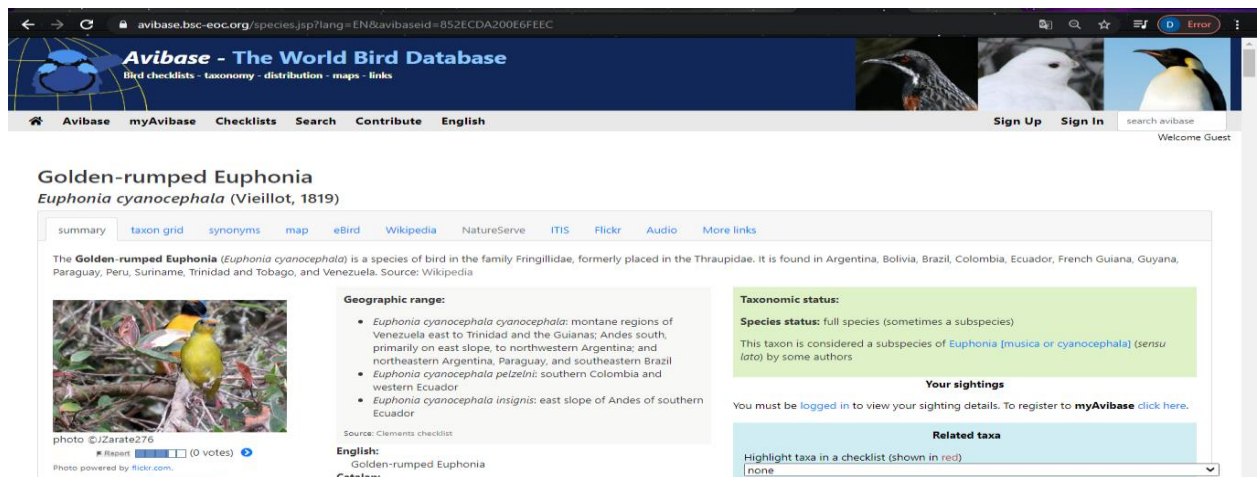 avibase.bsc-eoc.org/species.jsp?lang=EN&avibaseid=852ECDA200E6FEEC
D Error
Avibase - The World Bird Database
Bird checklists - taxonomy - distribution - maps - links
Avibase myAvibase Checklists Search Contribute English Sign Up Sign In search avibase
Welcome Guest
Golden-rumped Euphonia
Euphonia cyanocephala (Vieillot, 1819)
summary taxon grid synonyms map eBird Wikipedia NatureServe ITIS Flickr Audio More links
The Golden-rumped Euphonia (Euphonia cyanocephala) is a species of bird in the family Fringillidae, formerly placed in the Thraupidae. It is found in Argentina, Bolivia, Brazil, Colombia, Ecuador, French Guiana, Guyana,
Paraguay, Peru, Suriname, Trinidad and Tobago, and Venezuela. Source: Wikipedia
photo ©JZarate276
Report (0 votes)
Photo powered by flickr.com.
Geographic range:
• Euphonia cyanocephala cyanocephala: montane regions of
Venezuela east to Trinidad and the Guianas; Andes south,
primarily on east slope, to northwestern Argentina; and
northeastern Argentina, Paraguay, and southeastern Brazil
• Euphonia cyanocephala pelzelni: southern Colombia and
western Ecuador
• Euphonia cyanocephala insignis: east slope of Andes of southern
Ecuador
Source: Clements checklist
English:
Golden-rumped Euphonia
Catalan:
Taxonomic status:
Species status: full species (sometimes a subspecies)
This taxon is considered a subspecies of Euphonia [musica or cyanocephala] (sensu
lato) by some authors
Your sightings
You must be logged in to view your sighting details. To register to myAvibase click here.
Related taxa
Highlight taxa in a checklist (shown in red)
none